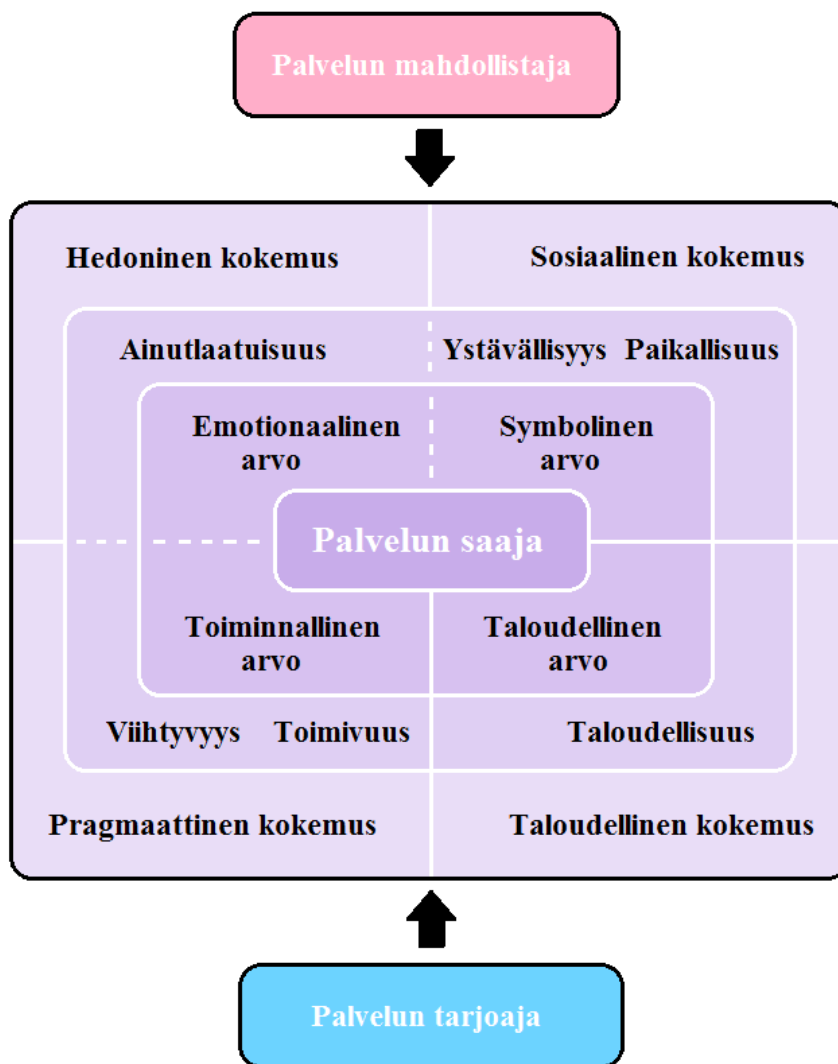 Palvelun mahdollistaja
Hedoninen kokemus
Sosiaalinen kokemus
Ainutlaatuisuus
Ystävällisyys Paikallisuus
Emotionaalinen
arvo
Symbolinen
arvo
Palvelun saaja
Toiminnallinen
arvo
Taloudellinen
arvo
Viihtyvyys Toimivuus
Taloudellisuus
Pragmaattinen kokemus
Taloudellinen kokemus
Palvelun tarjoaja